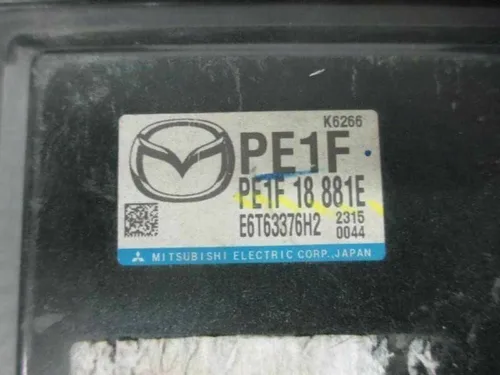 K6266
PE1F
PE1F 18 881E
E6T63376H2 2315
0044
MITSUBISHI ELECTRIC CORP., JAPAN